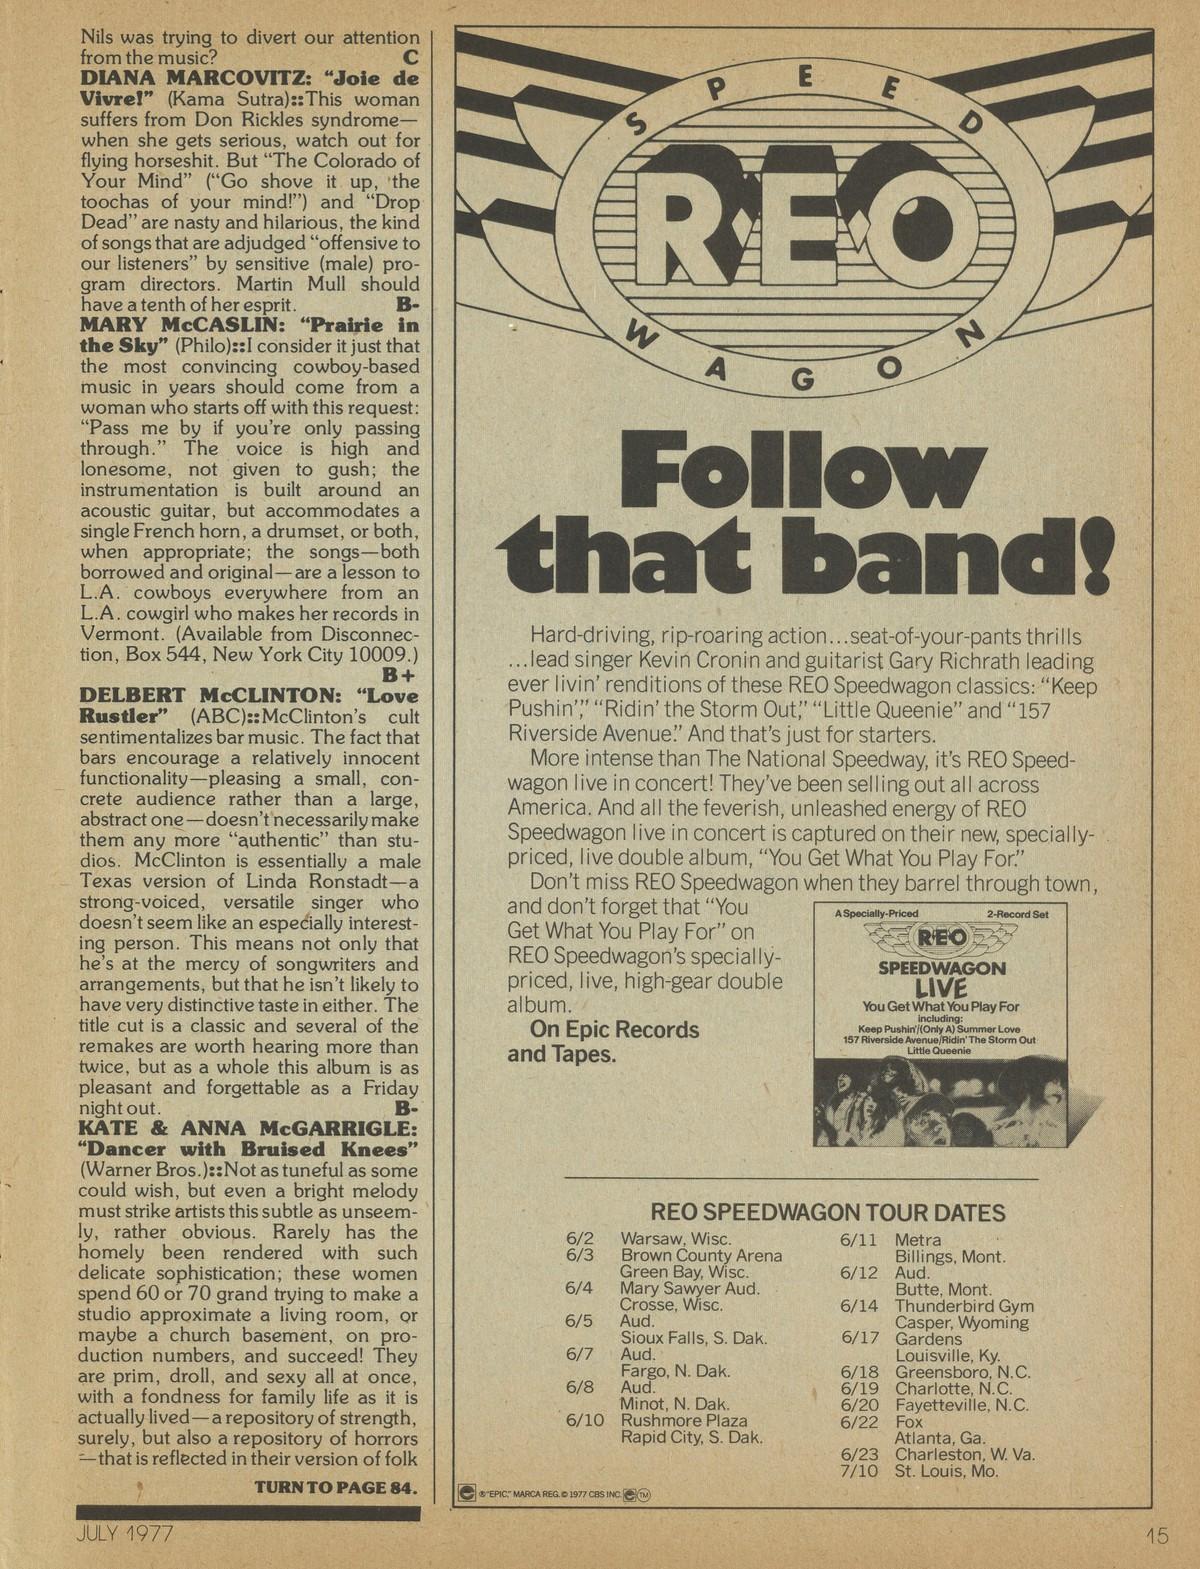 Nils was trying to divert our attention
from the music? C
DIANA MARCOVITZ: “Joie de
Vivre!” (Kama Sutra)::This woman
suffers from Don Rickles syndrome—
when she gets serious, watch out for
flying horseshit. But “The Colorado of
Your Mind” (“Go shove it up, the
toochas of your mind!”) and “Drop
Dead” are nasty and hilarious, the kind
of songs that are adjudged “offensive to
our listeners” by sensitive (male) pro-
gram directors. Martin Mull should
have a tenth of her esprit. B-
MARY McCASLIN: “Prairie in
the Sky” (Philo)::I consider it just that
the most convincing cowboy-based
music in years should come from a
woman who starts off with this request:
“Pass me by if you’re only passing
through.” The voice is high and
lonesome, not given to gush; the
instrumentation is built around an
acoustic guitar, but accommodates a
single French horn, a drumset, or both,
when appropriate; the songs—both
borrowed and original—are a lesson to
L.A. cowboys everywhere from an
L.A. cowgirl who makes her records in
Vermont. (Available from Disconnec-
tion, Box 544, New York City 10009.)
B+
DELBERT McCLINTON: “Love
Rustler” (ABC)::McClinton’s cult
sentimentalizes bar music. The fact that
bars encourage a relatively innocent
functionality—pleasing a small, con-
crete audience rather than a large,
abstract one—doesn’t necessarily make
them any more “authentic” than stu-
dios. McClinton is essentially a male
Texas version of Linda Ronstadt—a
strong-voiced, versatile singer who
doesn’t seem like an especially interest-
ing person. This means not only that
he’s at the mercy of songwriters and
arrangements, but that he isn’t likely to
have very distinctive taste in either. The
title cut is a classic and several of the
remakes are worth hearing more than
twice, but as a whole this album is as
pleasant and forgettable as a Friday
night out. B-
KATE & ANNA McGARRIGLE:
“Dancer with Bruised Knees”
(Warner Bros.)::Not as tuneful as some
could wish, but even a bright melody
must strike artists this subtle as unseem-
ly, rather obvious. Rarely has the
homely been rendered with such
delicate sophistication; these women
spend 60 or 70 grand trying to make a
studio approximate a living room, or
maybe a church basement, on pro-
duction numbers, and succeed! They
are prim, droll, and sexy all at once,
with a fondness for family life as it is
actually lived—a repository of strength,
surely, but also a repository of horrors
—that is reflected in their version of folk
TURN TO PAGE 84.
SPEED
R·E·O
WAGON
Follow
that band!
Hard-driving, rip-roaring action...seat-of-your-pants thrills
...lead singer Kevin Cronin and guitarist Gary Richrath leading
ever livin’ renditions of these REO Speedwagon classics: “Keep
Pushin’,” “Ridin’ the Storm Out,” “Little Queenie” and “157
Riverside Avenue.” And that’s just for starters.
More intense than The National Speedway, it’s REO Speed-
wagon live in concert! They’ve been selling out all across
America. And all the feverish, unleashed energy of REO
Speedwagon live in concert is captured on their new, specially-
priced, live double album, “You Get What You Play For.”
Don’t miss REO Speedwagon when they barrel through town,
and don’t forget that “You
Get What You Play For” on
REO Speedwagon’s specially-
priced, live, high-gear double
album.
On Epic Records
and Tapes.
A Specially-Priced 2-Record Set
R·E·O
SPEEDWAGON
LIVE
You Get What You Play For
including:
Keep Pushin'/(Only A) Summer Love
157 Riverside Avenue/Ridin' The Storm Out
Little Queenie
REO SPEEDWAGON TOUR DATES
6/2 Warsaw, Wisc.
6/3 Brown County Arena
Green Bay, Wisc.
6/4 Mary Sawyer Aud.
Crosse, Wisc.
6/5 Aud.
Sioux Falls, S. Dak.
6/7 Aud.
Fargo, N. Dak.
6/8 Aud.
Minot, N. Dak.
6/10 Rushmore Plaza
Rapid City, S. Dak.
6/11 Metra
Billings, Mont.
6/12 Aud.
Butte, Mont.
6/14 Thunderbird Gym
Casper, Wyoming
6/17 Gardens
Louisville, Ky.
6/18 Greensboro, N.C.
6/19 Charlotte, N.C.
6/20 Fayetteville, N.C.
6/22 Fox
Atlanta, Ga.
6/23 Charleston, W. Va.
7/10 St. Louis, Mo.
e ® “EPIC,” MARCA REG. © 1977 CBS INC. e TM
JULY 1977
15